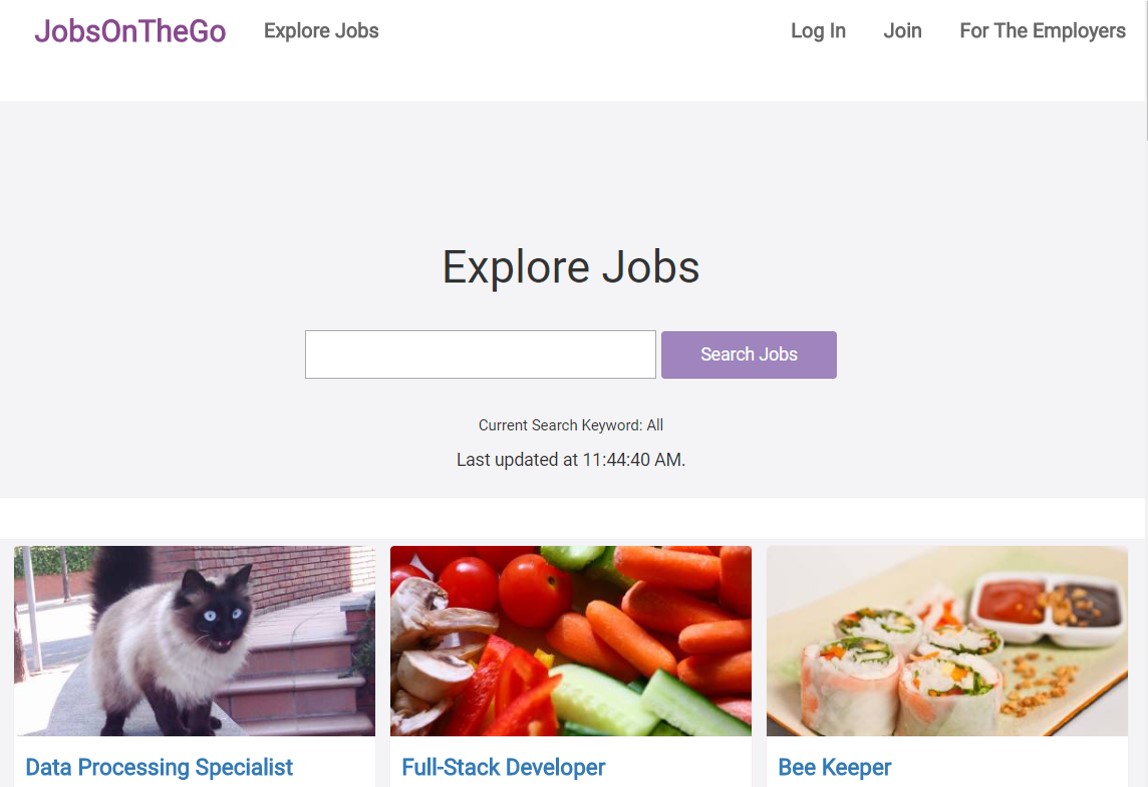 JobsOnTheGo Explore Jobs Log In Join For The Employers
Explore Jobs
Search Jobs
Current Search Keyword: All
Last updated at 11:44:40 AM.
Data Processing Specialist Full-Stack Developer Bee Keeper